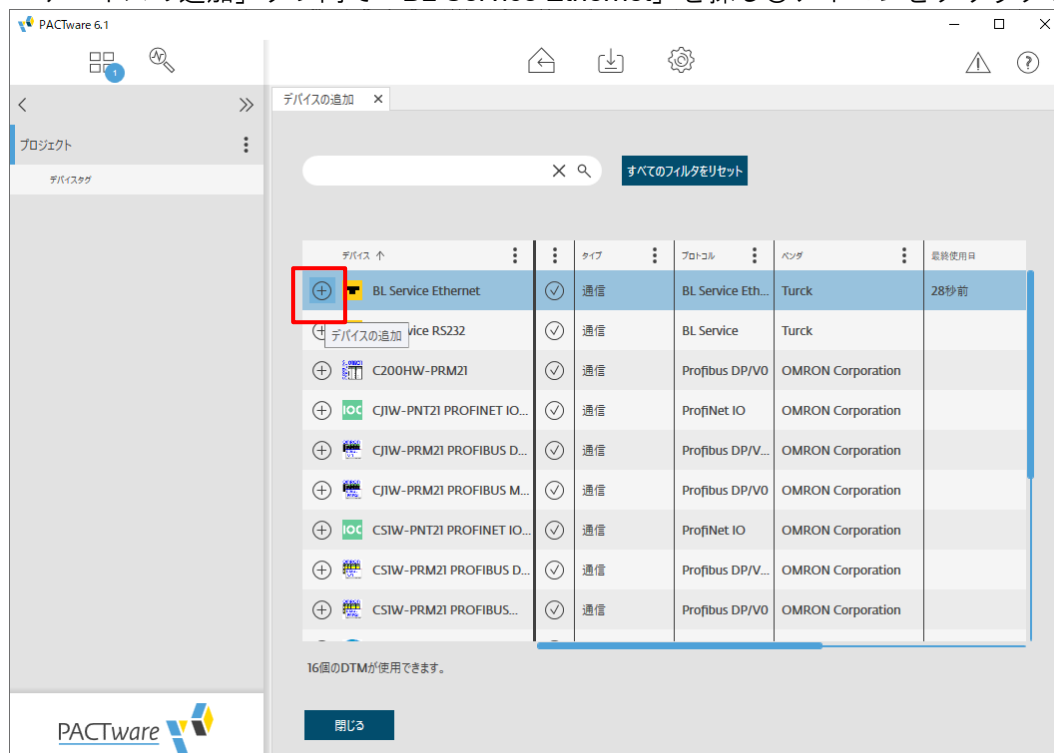 BL Service Ethernet」を探し
PACTware 6.1
1
デバイスの追加
プロジェクト
デバイスタグ
すべてのフィルタをリセット
デバイス ↑ タイプ プロトコル ベンダ 最終使用日
BL Service Ethernet 通信 BL Service Eth... Turck 28秒前
vice RS232 通信 BL Service Turck
デバイスの追加
C200HW-PRM21 通信 Profibus DP/V0 OMRON Corporation
IOC CJ1W-PNT21 PROFINET IO... 通信 ProfiNet IO OMRON Corporation
CJ1W-PRM21 PROFIBUS D... 通信 Profibus DP/V... OMRON Corporation
CJ1W-PRM21 PROFIBUS M... 通信 Profibus DP/V0 OMRON Corporation
IOC CS1W-PNT21 PROFINET IO... 通信 ProfiNet IO OMRON Corporation
CS1W-PRM21 PROFIBUS D... 通信 Profibus DP/V... OMRON Corporation
CS1W-PRM21 PROFIBUS... 通信 Profibus DP/V0 OMRON Corporation
16個のDTMが使用できます。
閉じる
PACTware